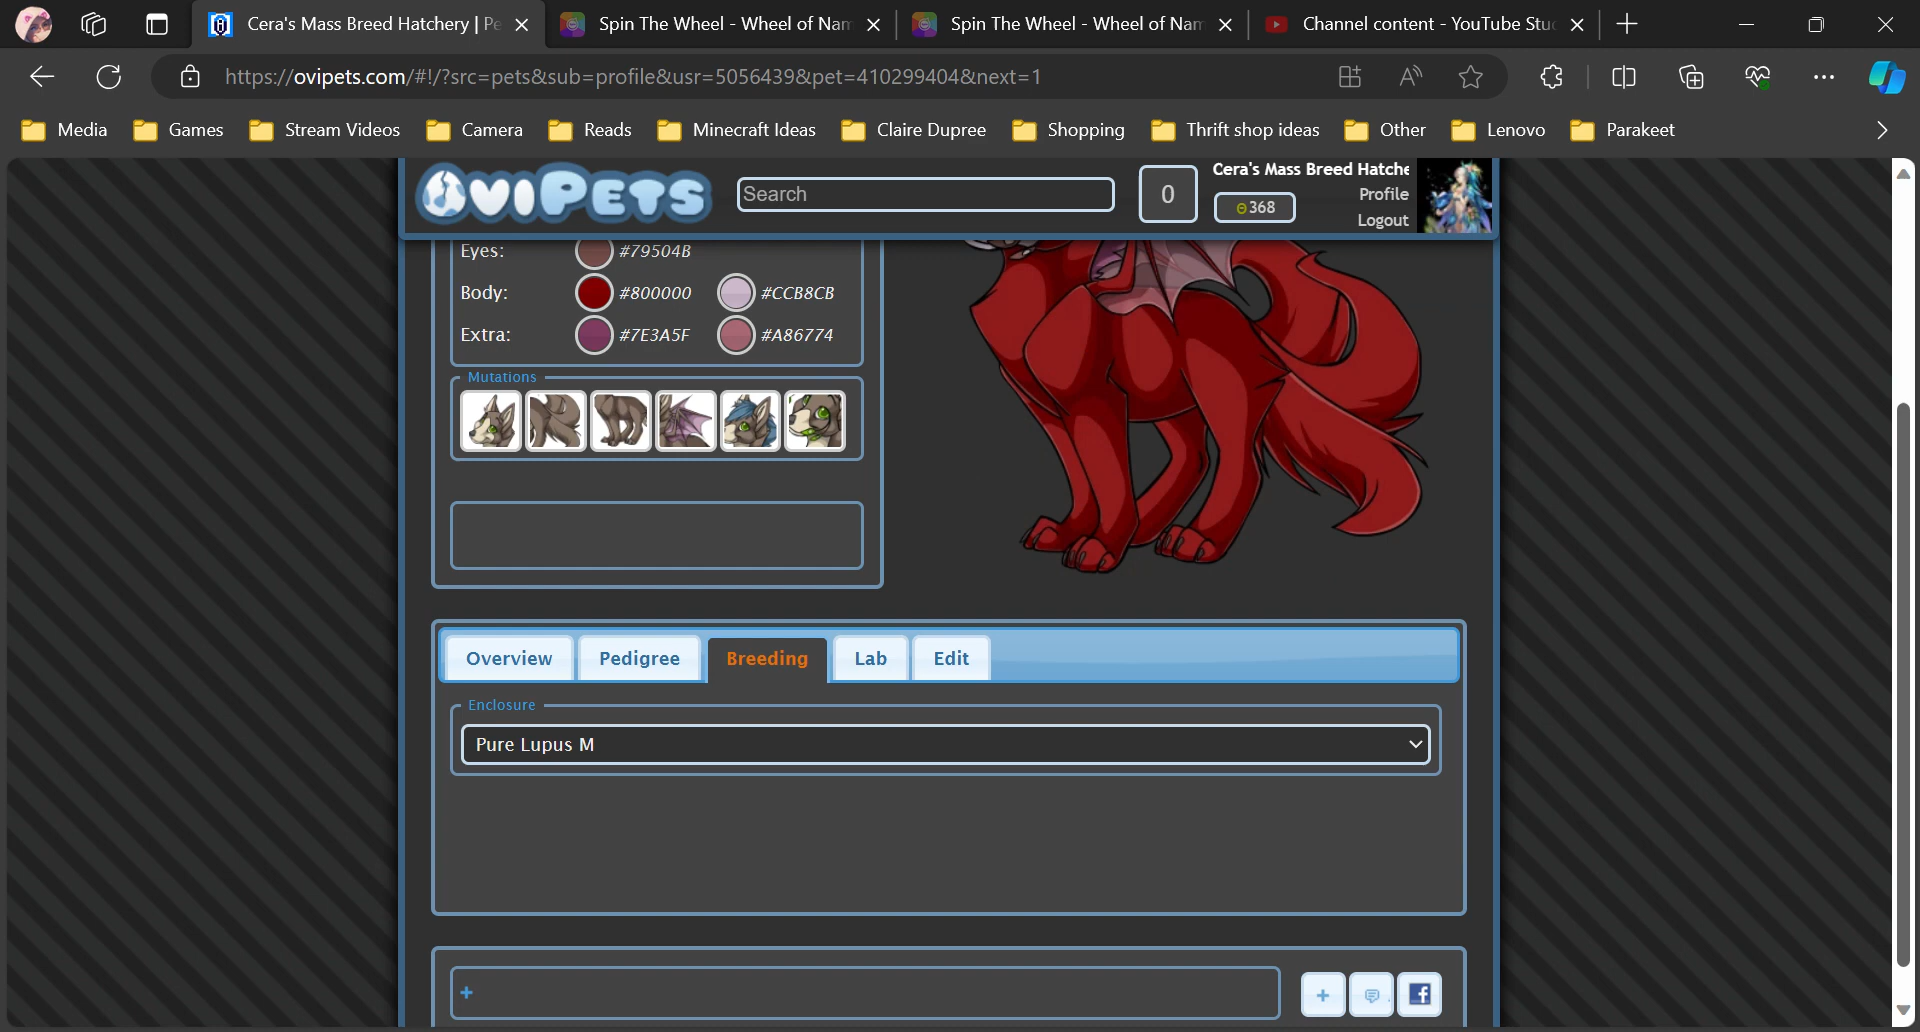 Cera's Mass Breed Hatchery | Pe
Spin The Wheel - Wheel of Nam
Spin The Wheel - Wheel of Nam
Channel content - YouTube Stu
https://ovipets.com/#!/?src=pets&sub=profile&usr=5056439&pet=410299404&next=1
Media
Games
Stream Videos
Camera
Reads
Minecraft Ideas
Claire Dupree
Shopping
Thrift shop ideas
Other
Lenovo
Parakeet
OviPets
Search
0
Cera's Mass Breed Hatche
368
Profile
Logout
Eyes: #79504B
Body: #800000 #CCB8CB
Extra: #7E3A5F #A86774
Mutations
Overview
Pedigree
Breeding
Lab
Edit
Enclosure
Pure Lupus M
+
+